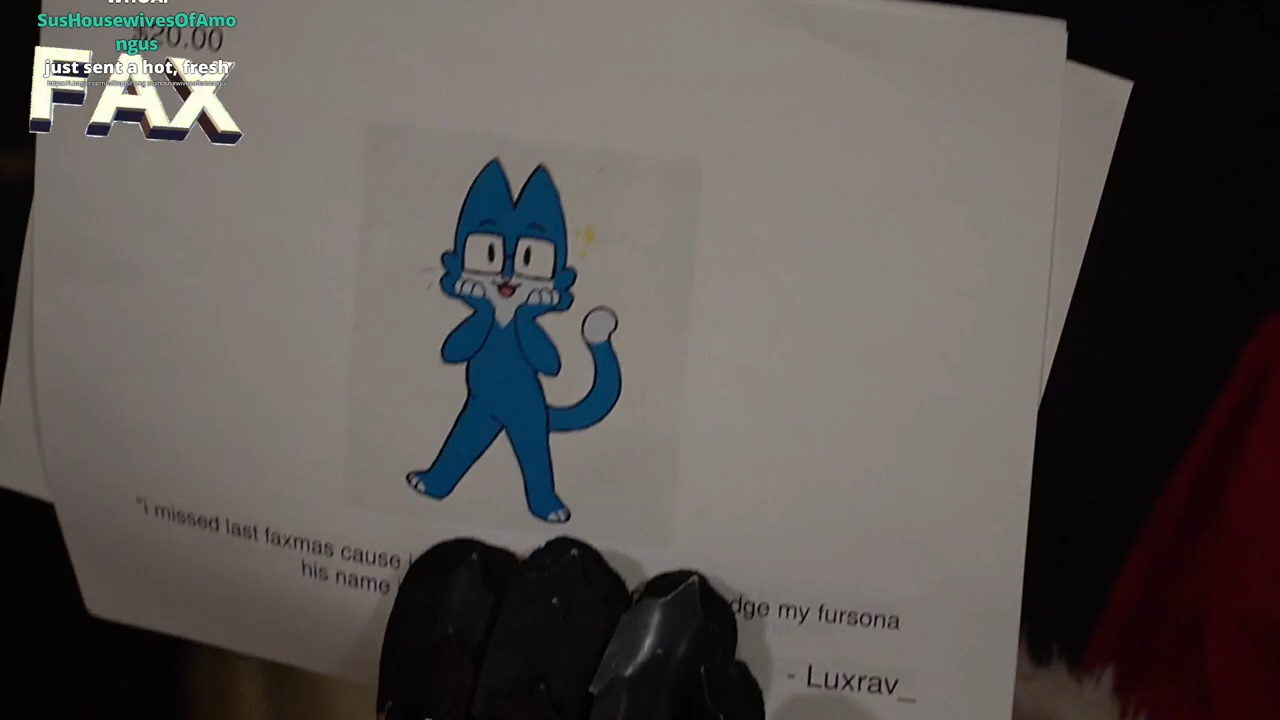 WHOA!
SusHousewivesOfAmo
ngus
$20.00
just sent a hot, fresh
FAX
"i missed last faxmas cause i
his name
dge my fursona
- Luxrav_